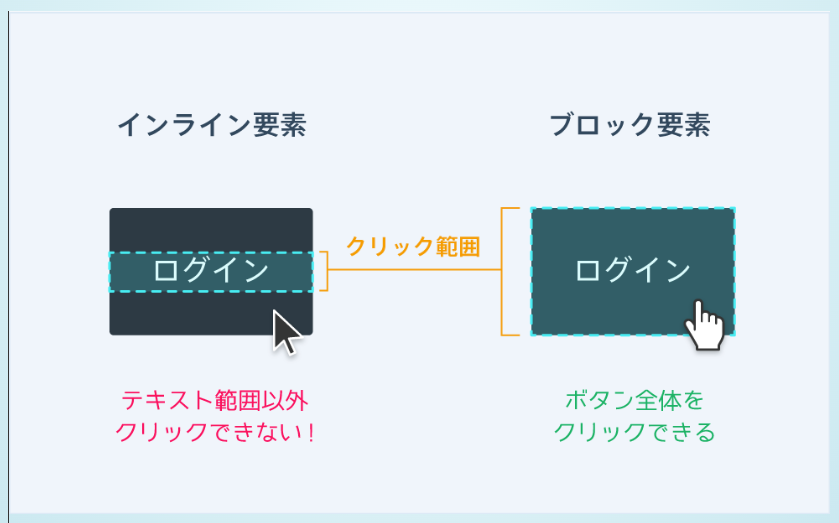 インライン要素
ブロック要素
ログイン
クリック範囲
ログイン
テキスト範囲以外
クリックできない！
ボタン全体を
クリックできる